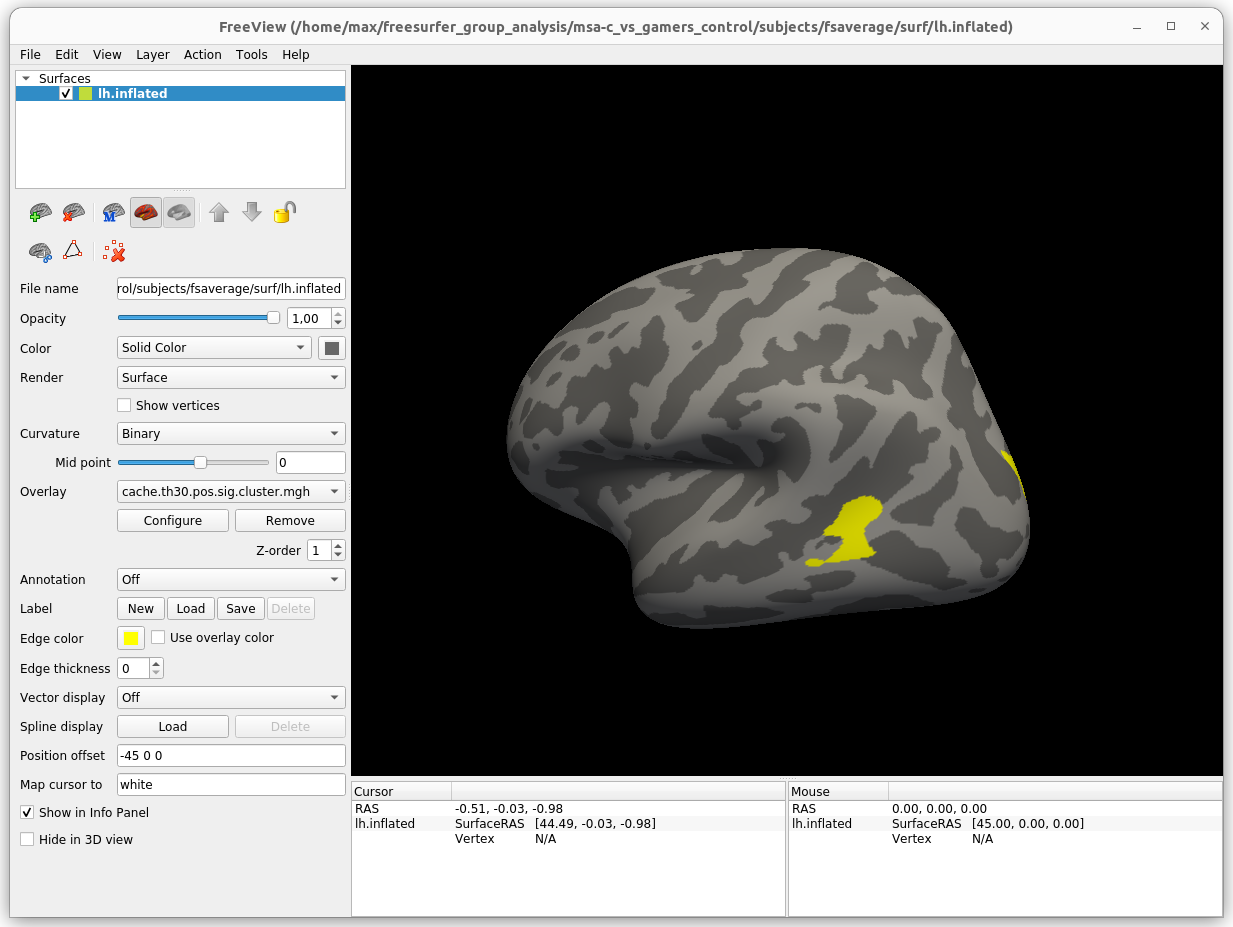 FreeView (/home/max/freesurfer_group_analysis/msa-c_vs_gamers_control/subjects/fsaverage/surf/lh.inflated)
File Edit View Layer Action Tools Help
Surfaces
lh.inflated
M
File name rol/subjects/fsaverage/surf/lh.inflated
Opacity 1,00
Color Solid Color
Render Surface
Show vertices
Curvature Binary
Mid point 0
Overlay cache.th30.pos.sig.cluster.mgh
Configure Remove
Z-order 1
Annotation Off
Label New Load Save Delete
Edge color Use overlay color
Edge thickness 0
Vector display Off
Spline display Load Delete
Position offset -45 0 0
Map cursor to white
Show in Info Panel
Hide in 3D view
Cursor
RAS -0.51, -0.03, -0.98
lh.inflated SurfaceRAS [44.49, -0.03, -0.98]
Vertex N/A
Mouse
RAS 0.00, 0.00, 0.00
lh.inflated SurfaceRAS [45.00, 0.00, 0.00]
Vertex N/A